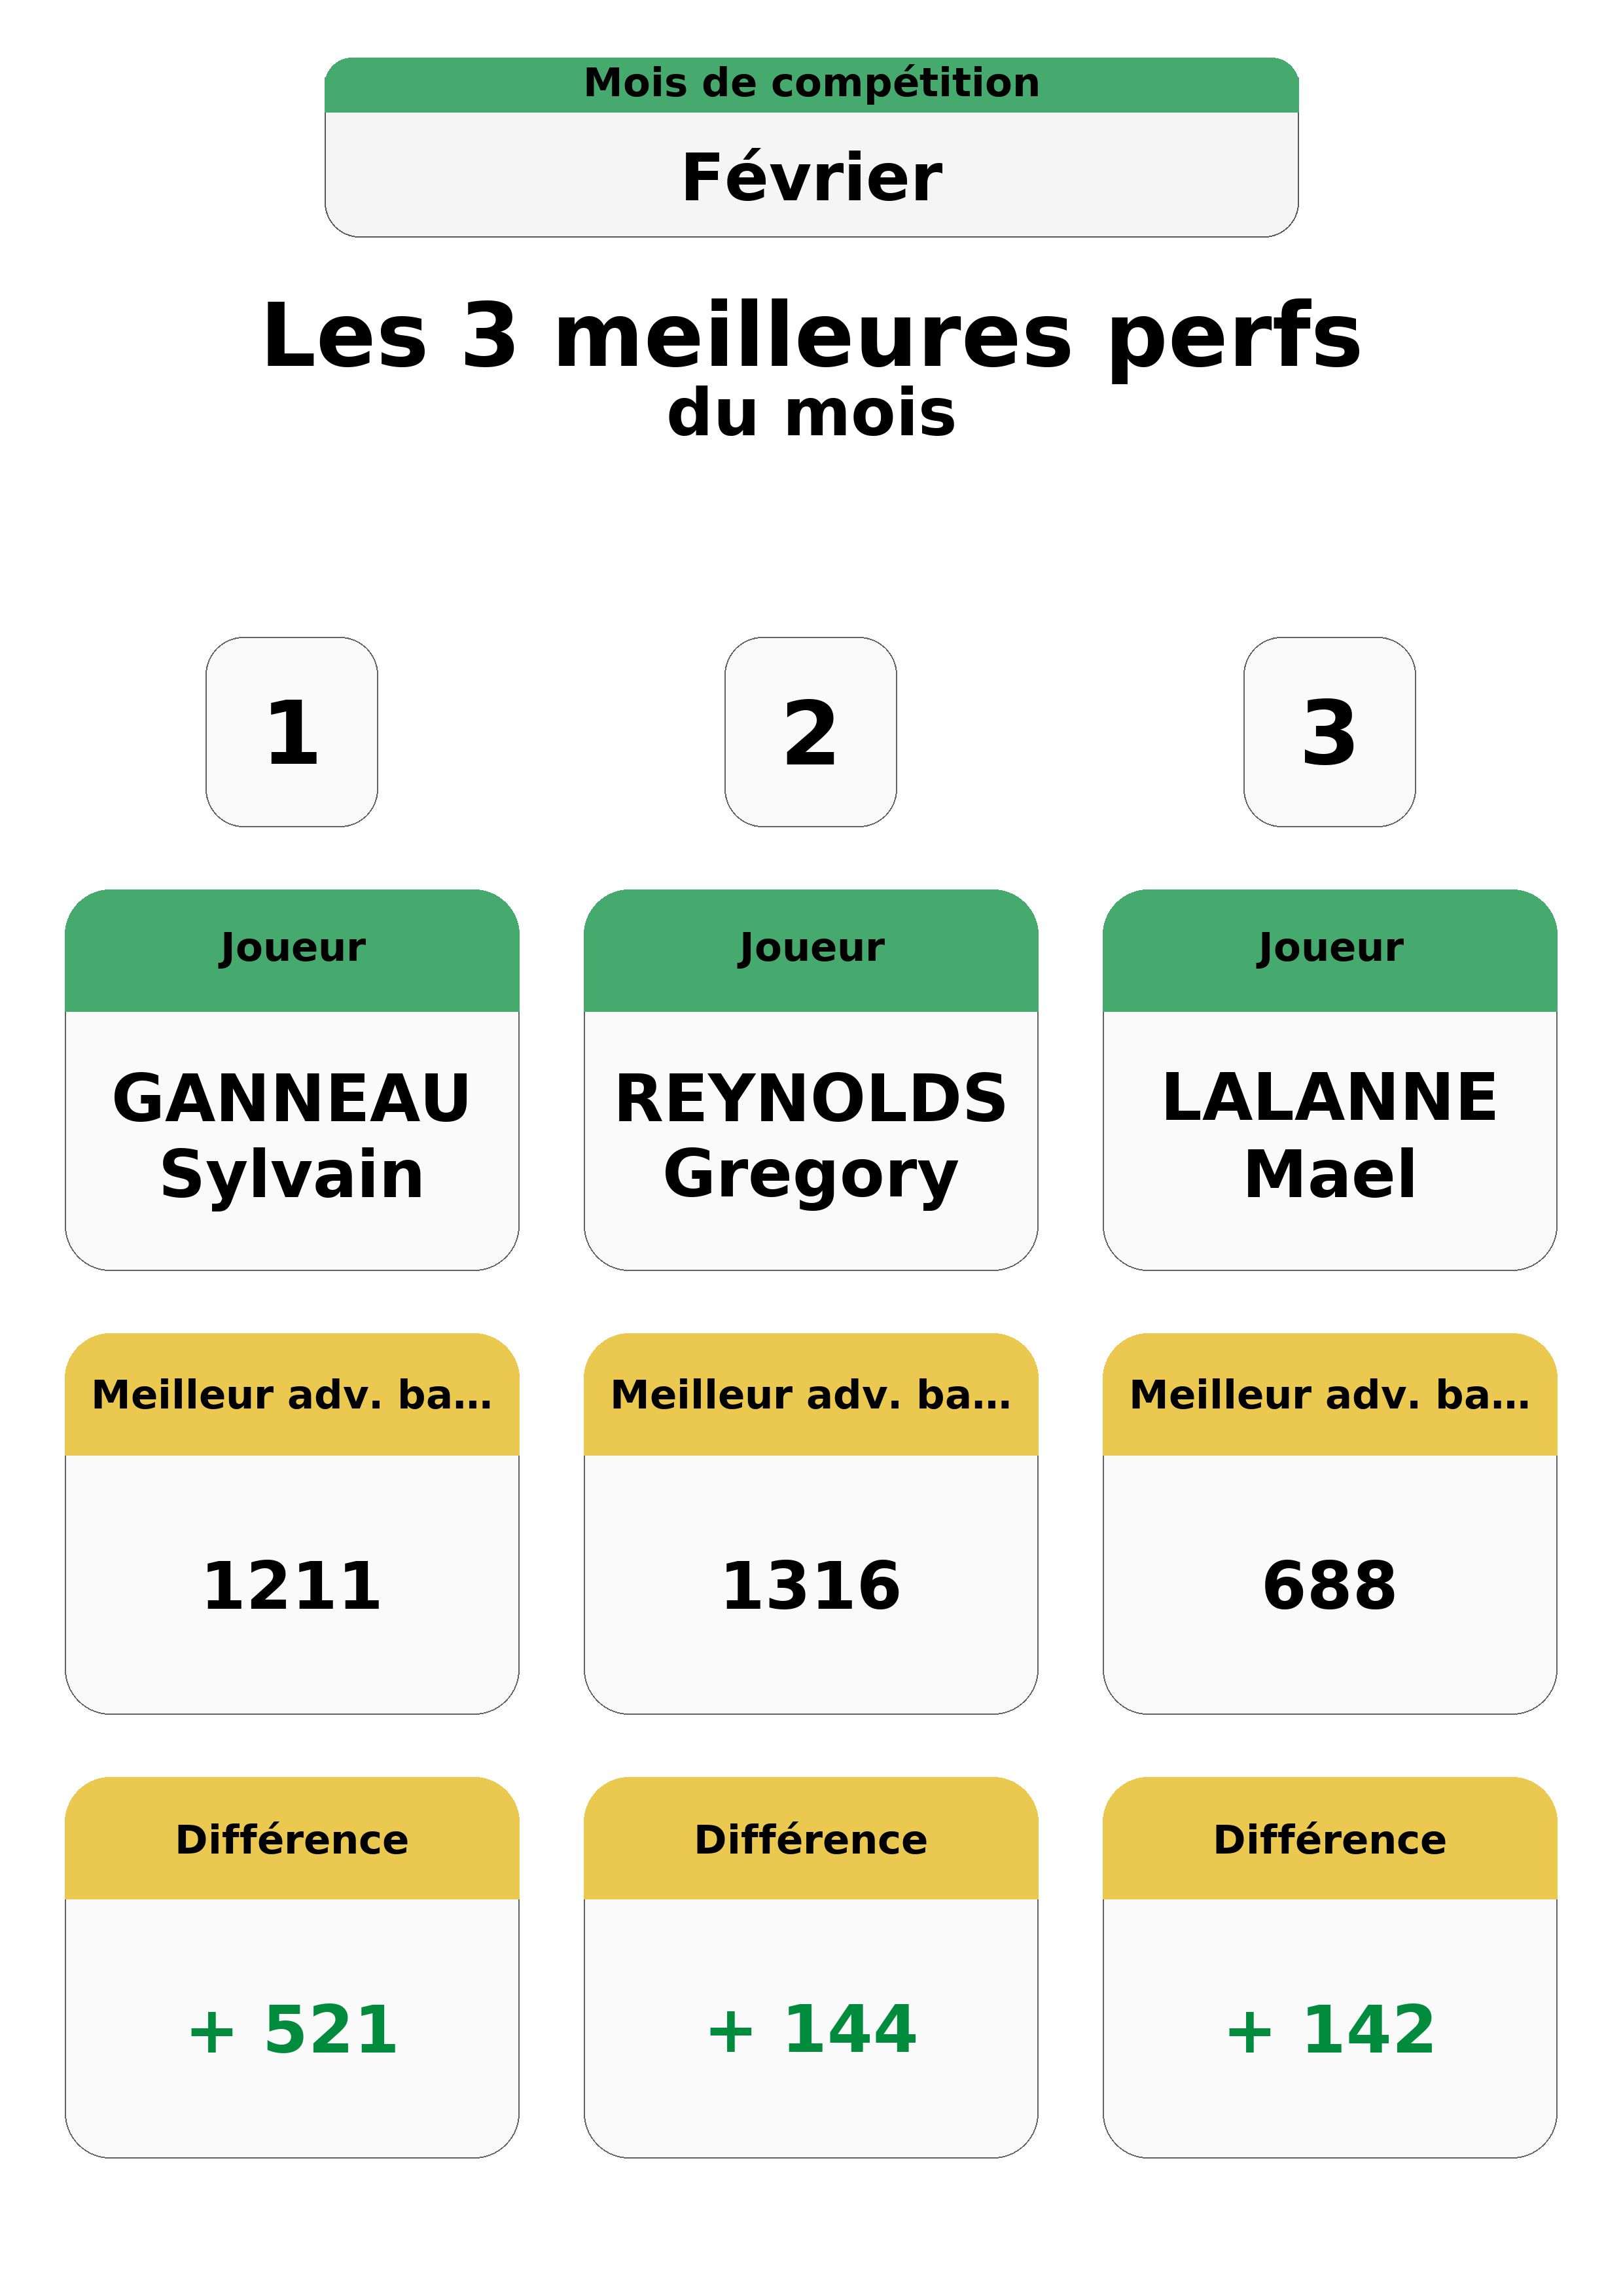 Mois de compétition
Février
Les 3 meilleures perfs
du mois
1
2
3
Joueur
Joueur
Joueur
GANNEAU
Sylvain
REYNOLDS
Gregory
LALANNE
Mael
Meilleur adv. ba...
Meilleur adv. ba...
Meilleur adv. ba...
1211
1316
688
Différence
Différence
Différence
+ 521
+ 144
+ 142